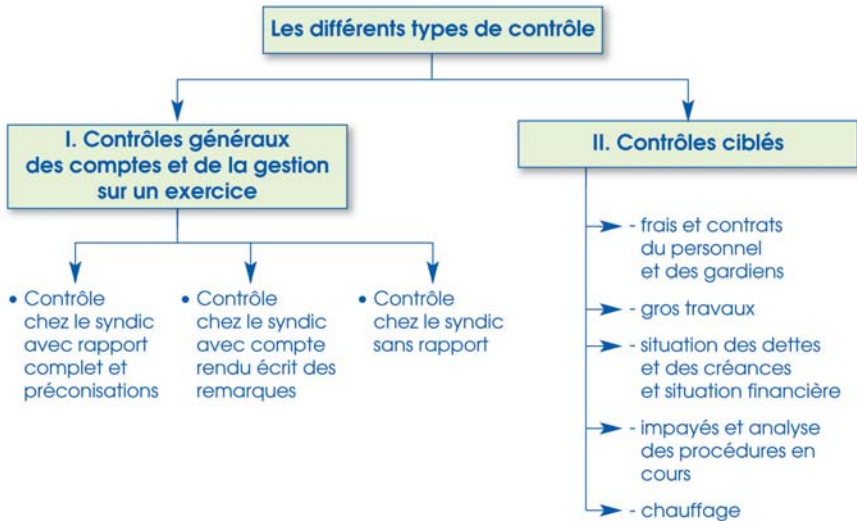 Les différents types de contrôle
I. Contrôles généraux
des comptes et de la gestion
sur un exercice
• Contrôle
chez le syndic
avec rapport
complet et
préconisations
• Contrôle
chez le syndic
avec compte
rendu écrit des
remarques
• Contrôle
chez le syndic
sans rapport
II. Contrôles ciblés
- frais et contrats
du personnel
et des gardiens
- gros travaux
- situation des dettes
et des créances
et situation financière
- impayés et analyse
des procédures en
cours
- chauffage